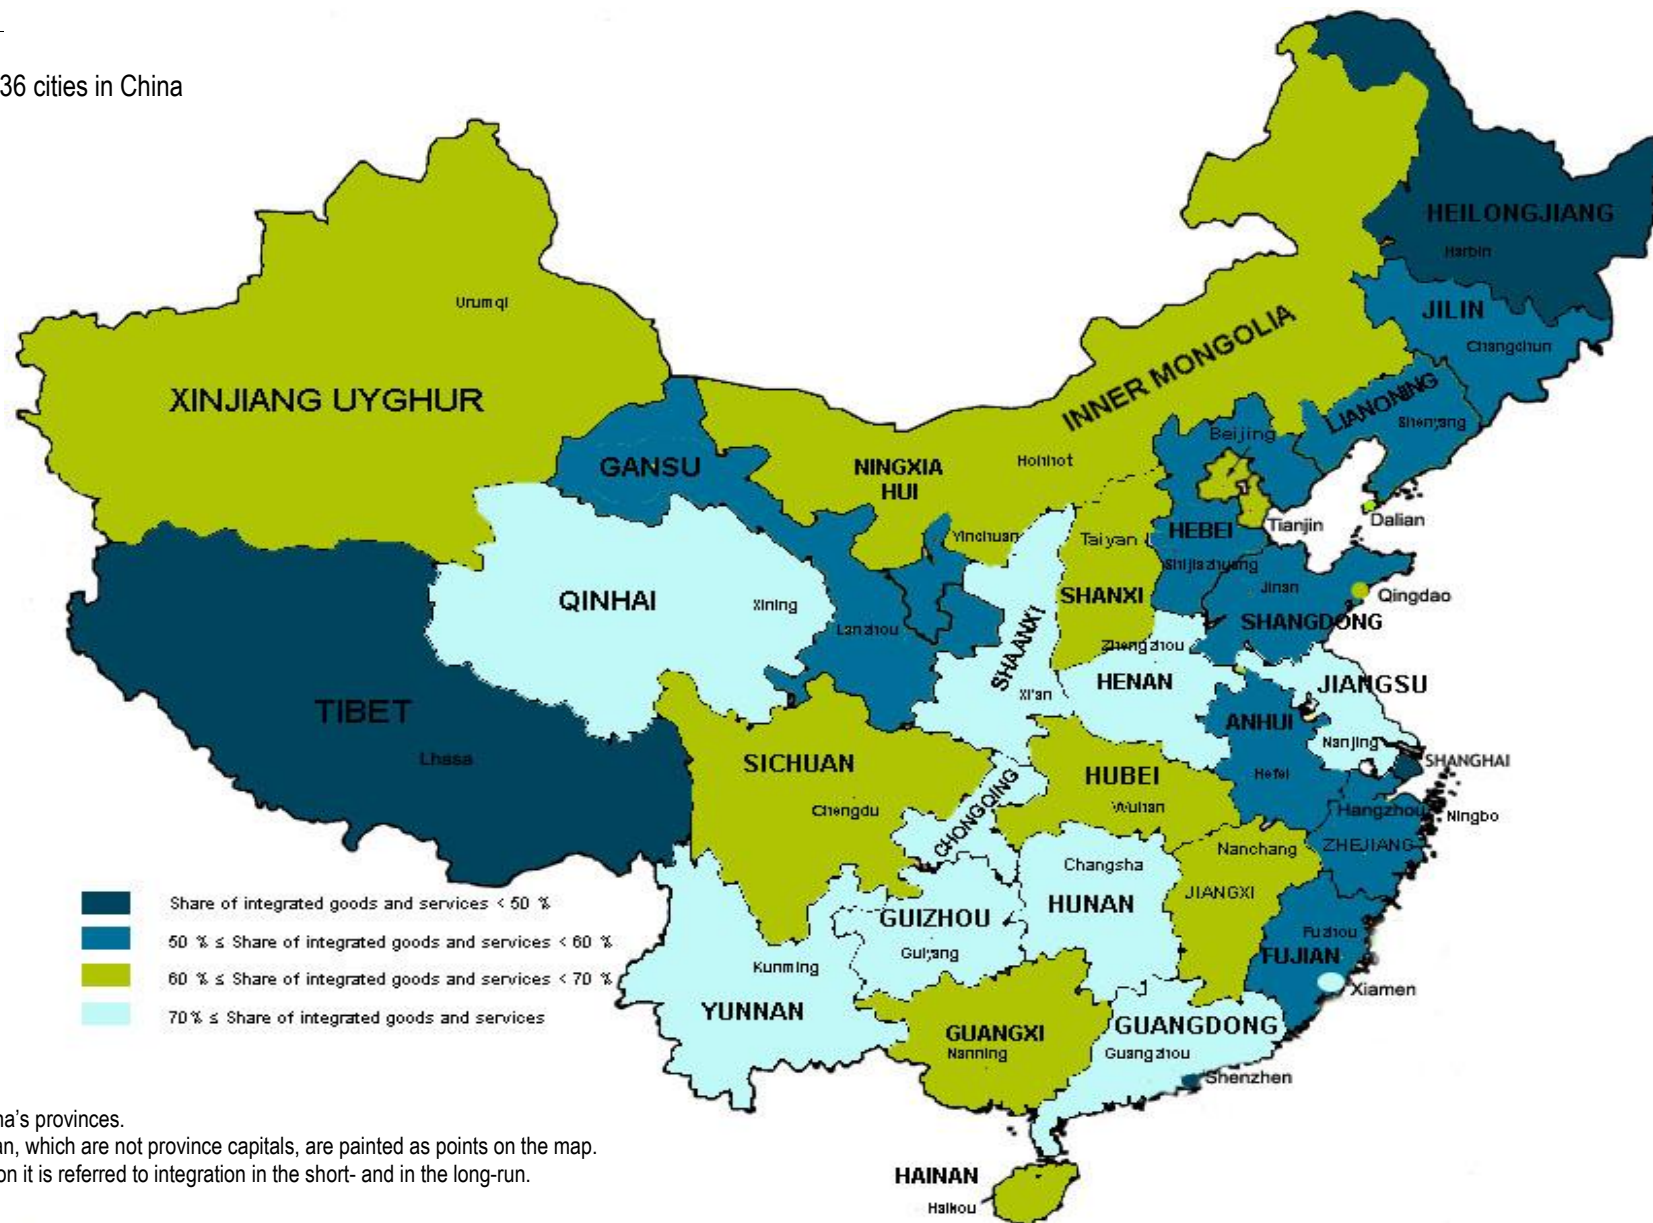 36 cities in China
HEILONGJIANG
Harbin
JILIN
Changchun
Urumqi
INNER MONGOLIA
XINJIANG UYGHUR
LIANONING
Shenyang
Beijing
GANSU
NINGXIA
HUI
Hohhot
Tianjin
Dalian
HEBEI
Yinchuan
Taiyan
Shijiazhuang
Jinan
Qingdao
QINHAI
Xining
SHANXI
SHANGDONG
Lanzhou
SHAANXI
Zhengzhou
Xi'an
HENAN
JIANGSU
TIBET
ANHUI
Nanjing
Lhasa
SICHUAN
HUBEI
Hefei
SHANGHAI
Chengdu
CHONGQING
Wuhan
Hangzhou
Ningbo
Changsha
Nanchang
ZHEJIANG
JIANGXI
HUNAN
GUIZHOU
Guiyang
Fuzhou
FUJIAN
Kunming
Xiamen
YUNNAN
GUANGXI
Nanning
GUANGDONG
Guangzhou
Shenzhen
HAINAN
Haikou
Share of integrated goods and services < 50 %
50 % ≤ Share of integrated goods and services < 60 %
60 % ≤ Share of integrated goods and services < 70 %
70% ≤ Share of integrated goods and services
na's provinces.
an, which are not province capitals, are painted as points on the map.
on it is referred to integration in the short- and in the long-run.